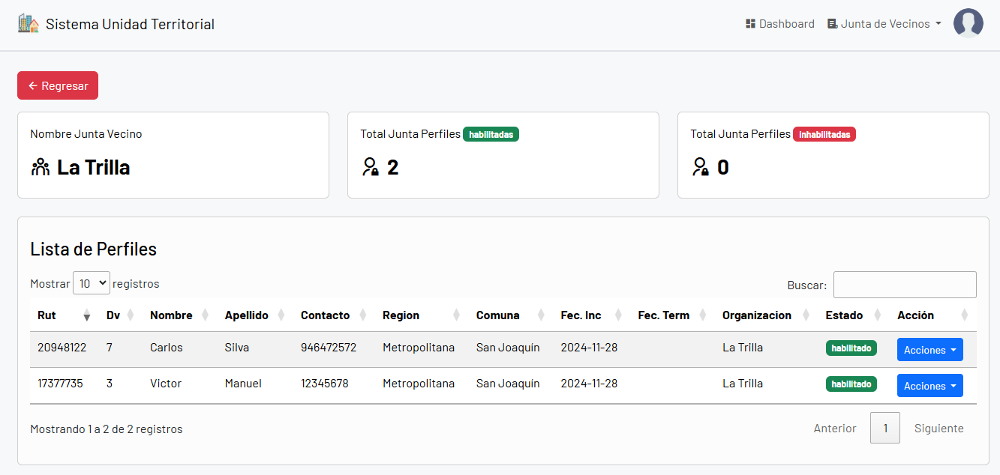 Sistema Unidad Territorial Dashboard Junta de Vecinos
Regresar
Nombre Junta Vecino
La Trilla
Total Junta Perfiles habilitadas
2
Total Junta Perfiles inhabilitadas
0
Lista de Perfiles
Mostrar 10 registros Buscar:
Rut Dv Nombre Apellido Contacto Region Comuna Fec. Inc Fec. Term Organizacion Estado Acción
20948122 7 Carlos Silva 946472572 Metropolitana San Joaquín 2024-11-28 La Trilla habilitado Acciones
17377735 3 Victor Manuel 12345678 Metropolitana San Joaquín 2024-11-28 La Trilla habilitado Acciones
Mostrando 1 a 2 de 2 registros Anterior 1 Siguiente